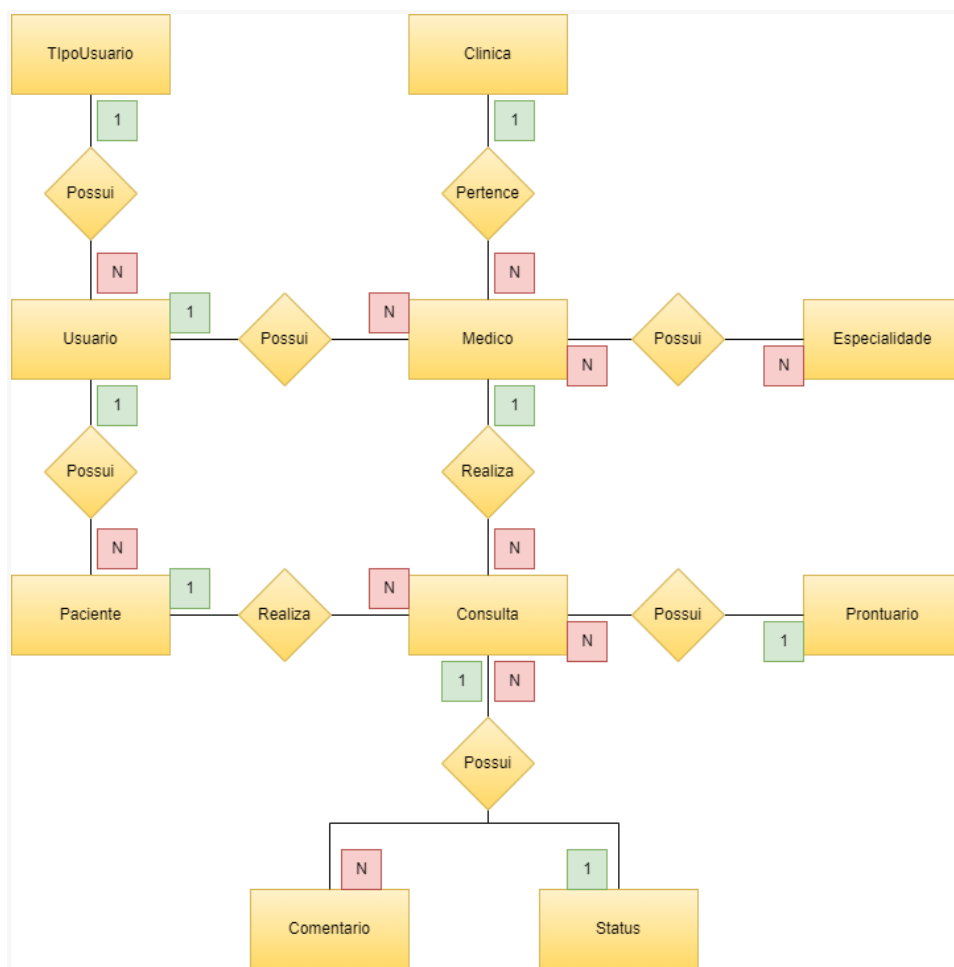 TIpoUsuario
Clinica
1
1
Possui
Pertence
N
N
1
N
Usuario
Possui
Medico
Possui
Especialidade
N
N
1
1
Possui
Realiza
N
N
1
N
Paciente
Realiza
Consulta
Possui
Prontuario
N
1
1
N
Possui
N
1
Comentario
Status